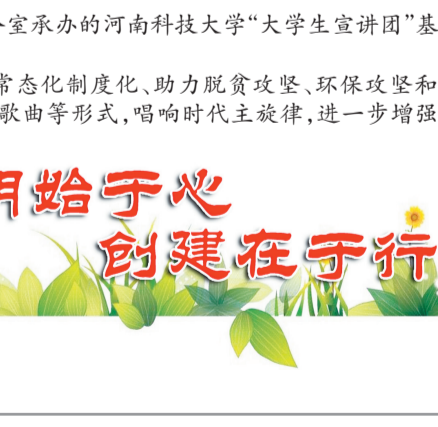 室承办的河南科技大学“大学生宣讲团”基
常态化制度化、助力脱贫攻坚、环保攻坚和
歌曲等形式,唱响时代主旋律,进一步增强
明始于心
创建在于行